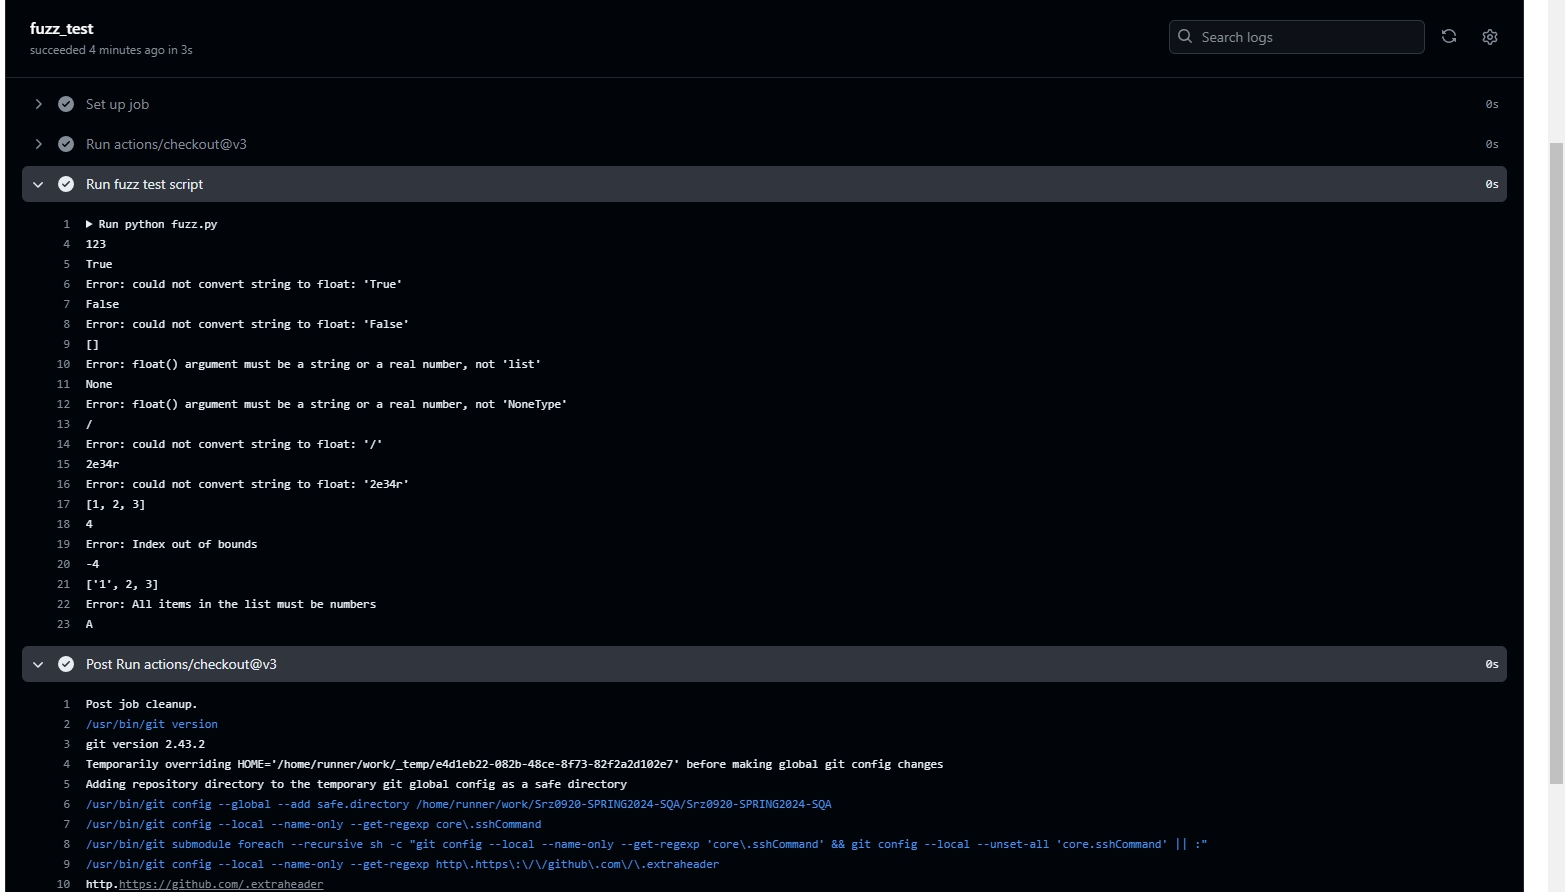 fuzz_test
succeeded 4 minutes ago in 3s
Search logs
Set up job 0s
Run actions/checkout@v3 0s
Run fuzz test script 0s
1 Run python fuzz.py
4 123
5 True
6 Error: could not convert string to float: 'True'
7 False
8 Error: could not convert string to float: 'False'
9 []
10 Error: float() argument must be a string or a real number, not 'list'
11 None
12 Error: float() argument must be a string or a real number, not 'NoneType'
13 /
14 Error: could not convert string to float: '/'
15 2e34r
16 Error: could not convert string to float: '2e34r'
17 [1, 2, 3]
18 4
19 Error: Index out of bounds
20 -4
21 ['1', 2, 3]
22 Error: All items in the list must be numbers
23 A
Post Run actions/checkout@v3 0s
1 Post job cleanup.
2 /usr/bin/git version
3 git version 2.43.2
4 Temporarily overriding HOME='/home/runner/work/_temp/e4d1eb22-082b-48ce-8f73-82f2a2d102e7' before making global git config changes
5 Adding repository directory to the temporary git global config as a safe directory
6 /usr/bin/git config --global --add safe.directory /home/runner/work/Srz0920-SPRING2024-SQA/Srz0920-SPRING2024-SQA
7 /usr/bin/git config --local --name-only --get-regexp core\.sshCommand
8 /usr/bin/git submodule foreach --recursive sh -c "git config --local --name-only --get-regexp 'core\.sshCommand' && git config --local --unset-all 'core.sshCommand' || :"
9 /usr/bin/git config --local --name-only --get-regexp http\.https\:\/\/github\.com\/\.extraheader
10 http.https://github.com/.extraheader